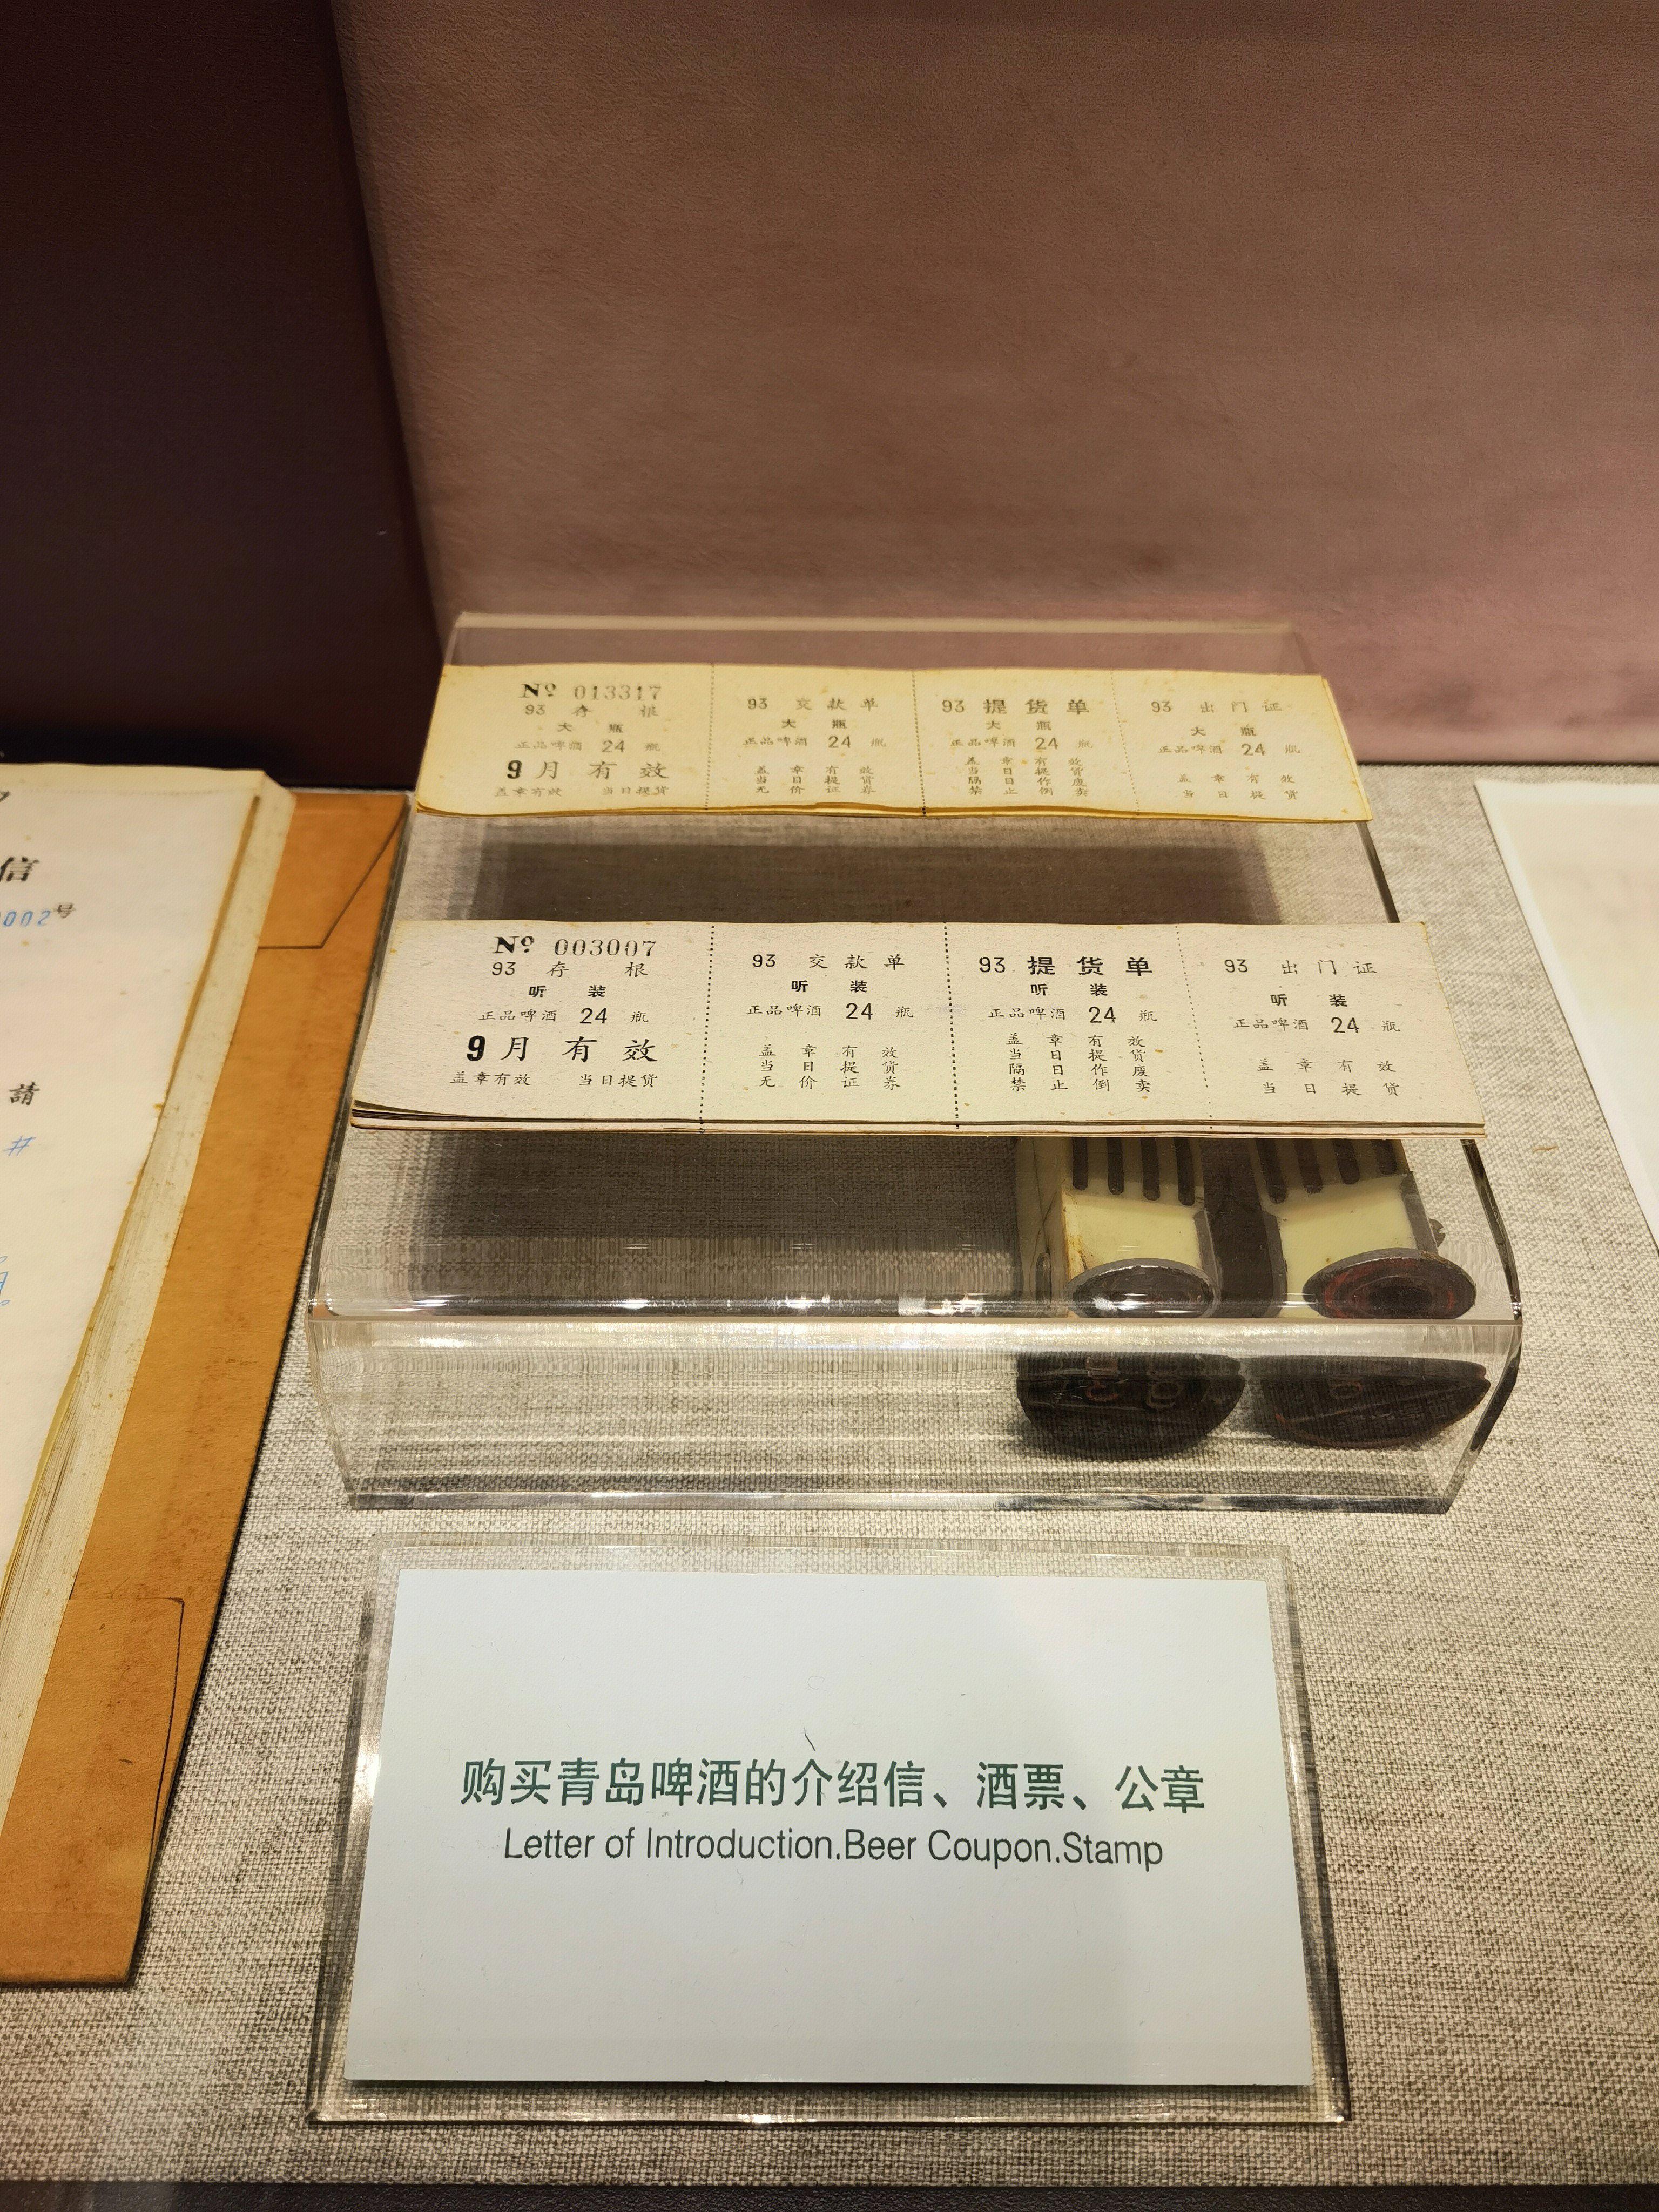 № 013317
93 存 根
大 瓶
正品啤酒 24 瓶
9 月 有 效
盖章有效 当日提货
93 交 款 单
大 瓶
正品啤酒 24 瓶
盖 章 有 效
当 日 提 货
无 价 证 券
93 提 货 单
大 瓶
正品啤酒 24 瓶
盖 章 有 效
当 日 提 货
隔 日 作 废
禁 止 倒 卖
93 出 门 证
大 瓶
正品啤酒 24 瓶
盖 章 有 效
当 日 提 货
№ 003007
93 存 根
听 装
正品啤酒 24 瓶
9 月 有 效
盖章有效 当日提货
93 交 款 单
听 装
正品啤酒 24 瓶
盖 章 有 效
当 日 提 货
无 价 证 券
93 提 货 单
听 装
正品啤酒 24 瓶
盖 章 有 效
当 日 提 货
隔 日 作 废
禁 止 倒 卖
93 出 门 证
听 装
正品啤酒 24 瓶
盖 章 有 效
当 日 提 货
信
002号
請
#
购买青岛啤酒的介绍信、酒票、公章
Letter of Introduction.Beer Coupon.Stamp